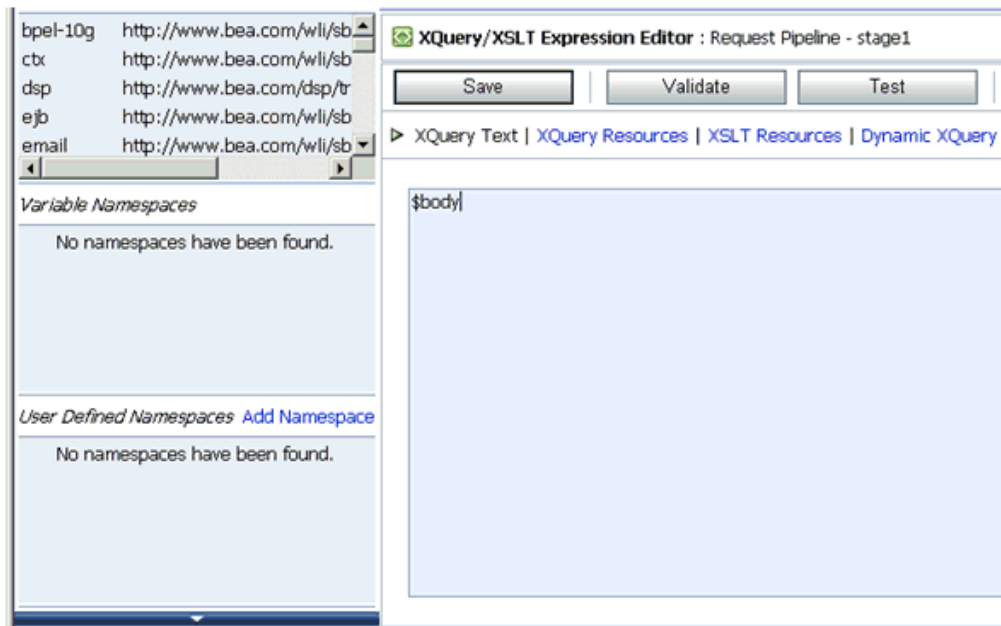 bpel-10g http://www.bea.com/wli/sb
ctx http://www.bea.com/wli/sb
dsp http://www.bea.com/dsp/tr
ejb http://www.bea.com/wli/sb
email http://www.bea.com/wli/sb
Variable Namespaces
No namespaces have been found.
User Defined Namespaces Add Namespace
No namespaces have been found.
XQuery/XSLT Expression Editor : Request Pipeline - stage1
Save Validate Test
XQuery Text | XQuery Resources | XSLT Resources | Dynamic XQuery
$body